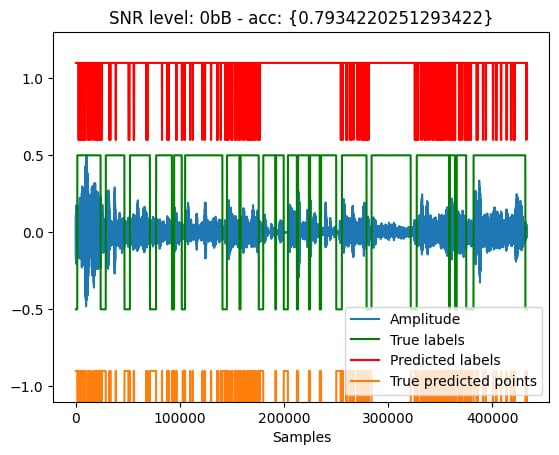 SNR level: 0bB - acc: {0.7934220251293422}
1.0
0.5
0.0
−0.5
−1.0
Amplitude
True labels
Predicted labels
True predicted points
0 100000 200000 300000 400000
Samples